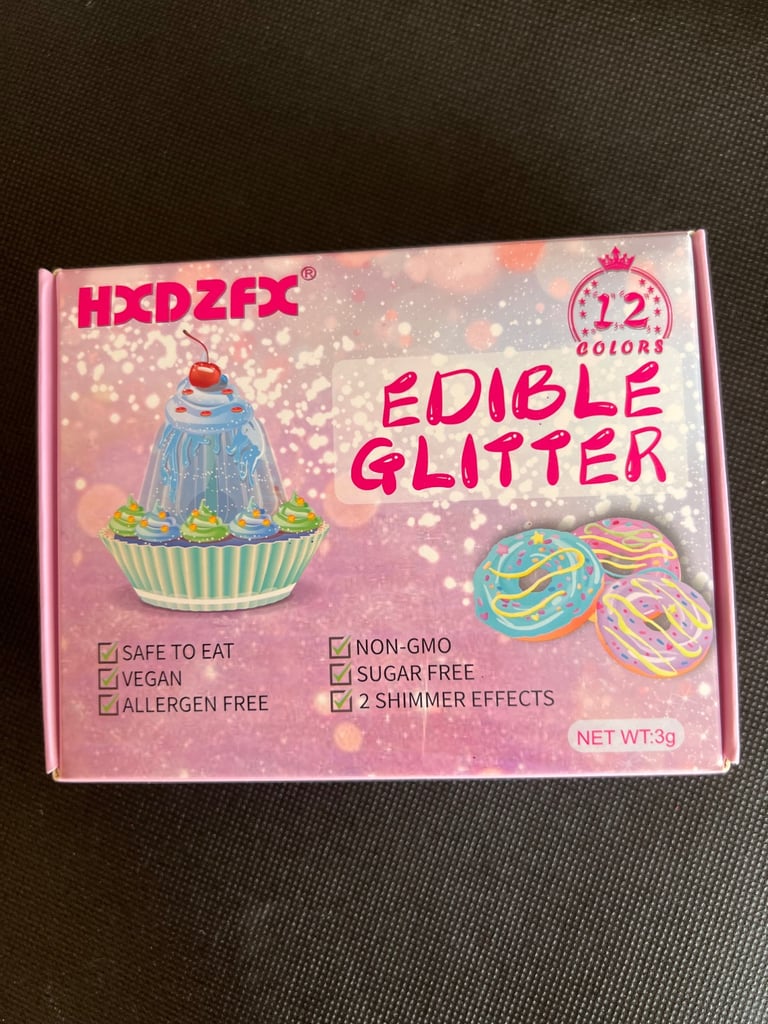 HXDZFX®
12
COLORS
EDIBLE
GLITTER
SAFE TO EAT
VEGAN
ALLERGEN FREE
NON-GMO
SUGAR FREE
2 SHIMMER EFFECTS
NET WT:3g